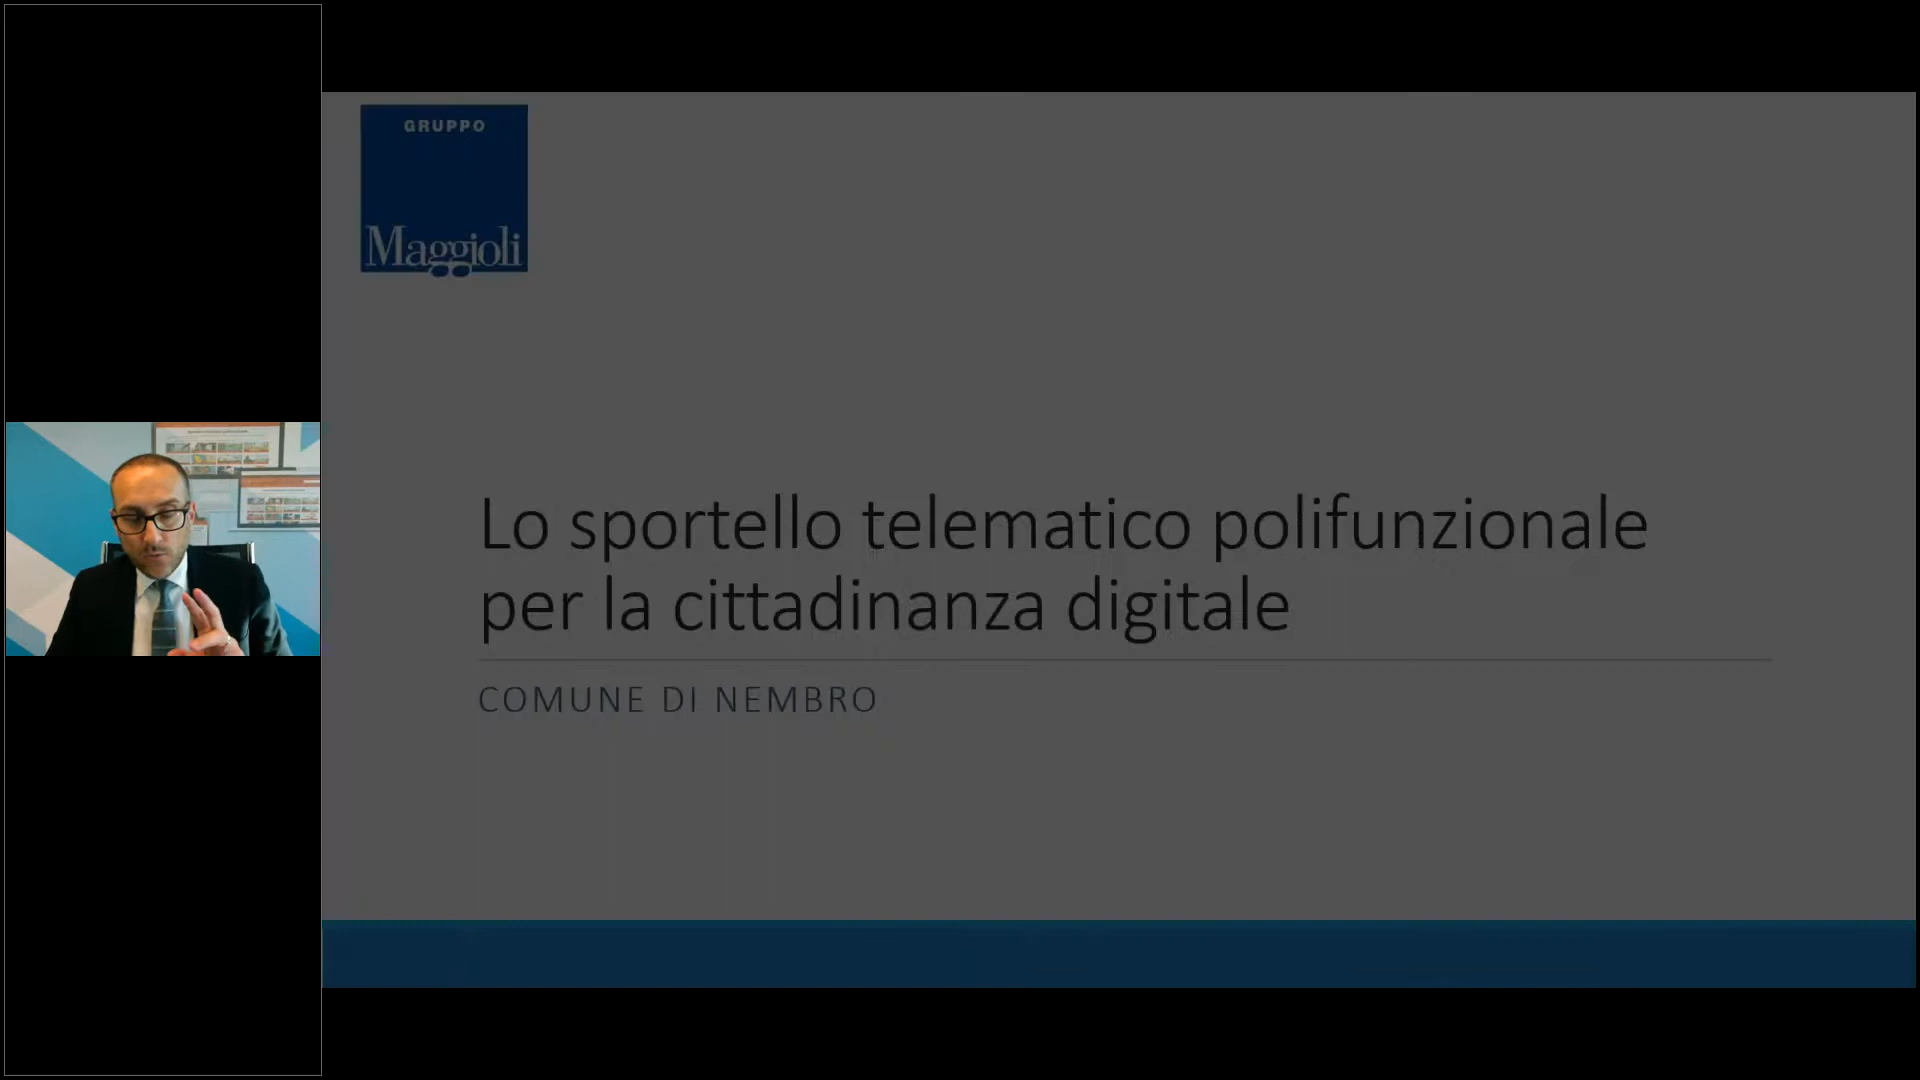 GRUPPO
Maggioli
Lo sportello telematico polifunzionale
per la cittadinanza digitale
COMUNE DI NEMBRO